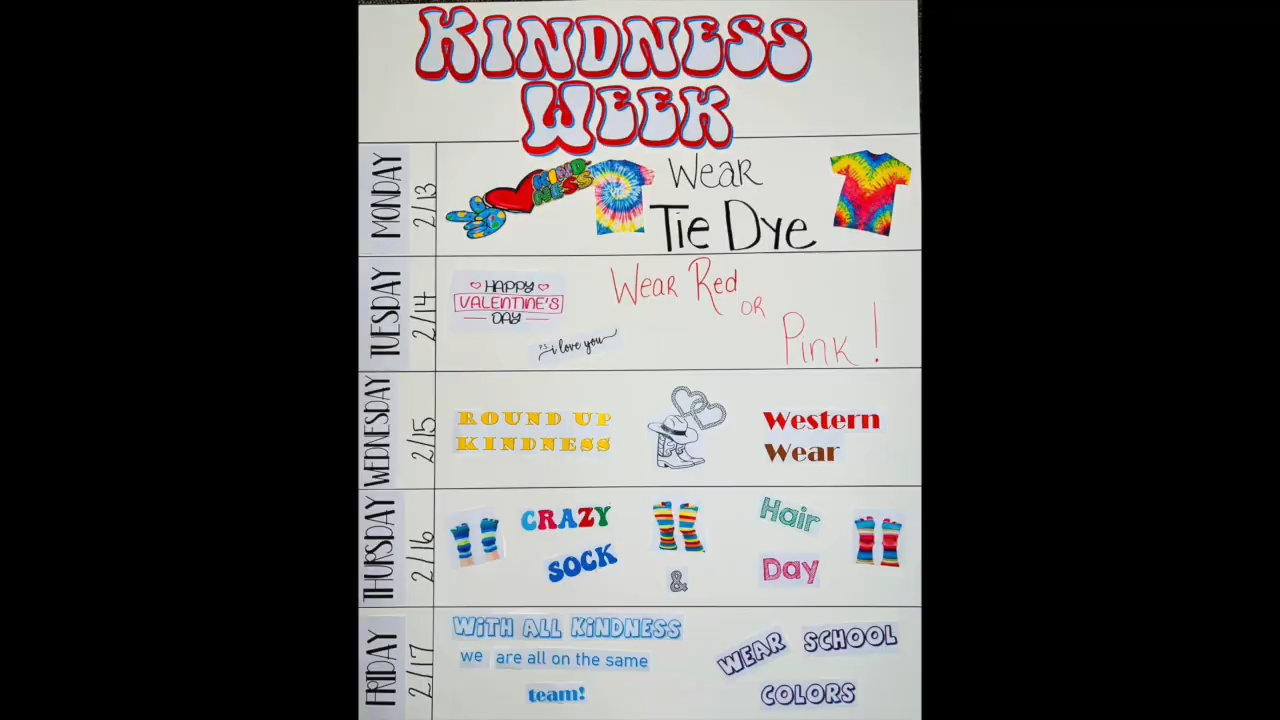 KINDNESS
WEEK
MONDAY
2/13
KINDNESS
WEAR
TIE DYE
TUESDAY
2/14
HAPPY
VALENTINE'S
DAY
P.S. i love you
WEAR RED
OR
PINK!
WEDNESDAY
2/15
ROUND UP
KINDNESS
Western
Wear
THURSDAY
2/16
CRAZY
SOCK
&
Hair
Day
FRIDAY
2/17
WiTH ALL KiNDNESS
we are all on the same
team!
WEAR SCHOOL
COLORS